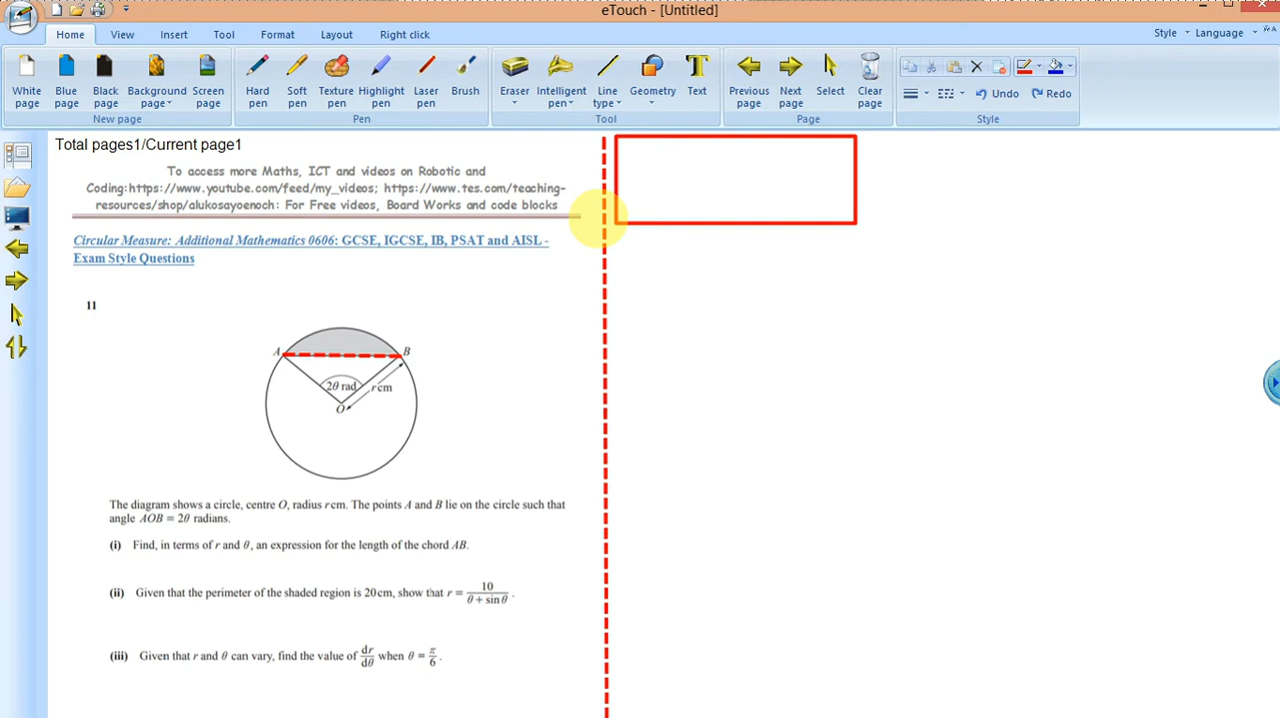 eTouch - [Untitled]
Home View Insert Tool Format Layout Right click Style Language
White page Blue page Black page Background page Screen page Hard pen Soft pen Texture pen Highlight pen Laser pen Brush Eraser Intelligent pen Line type Geometry Text Previous page Next page Select Clear page Undo Redo
New page Pen Tool Page Style
Total pages1/Current page1
To access more Maths, ICT and videos on Robotic and
Coding:https://www.youtube.com/feed/my_videos; https://www.tes.com/teaching-
resources/shop/alukosayoenoch: For Free videos, Board Works and code blocks
Circular Measure: Additional Mathematics 0606: GCSE, IGCSE, IB, PSAT and AISL -
Exam Style Questions
11
A B
2θ rad r cm
O
The diagram shows a circle, centre O, radius r cm. The points A and B lie on the circle such that
angle AOB = 2θ radians.
(i) Find, in terms of r and θ, an expression for the length of the chord AB.
(ii) Given that the perimeter of the shaded region is 20 cm, show that r = 10 / (θ + sin θ) .
(iii) Given that r and θ can vary, find the value of dr/dθ when θ = π/6 .